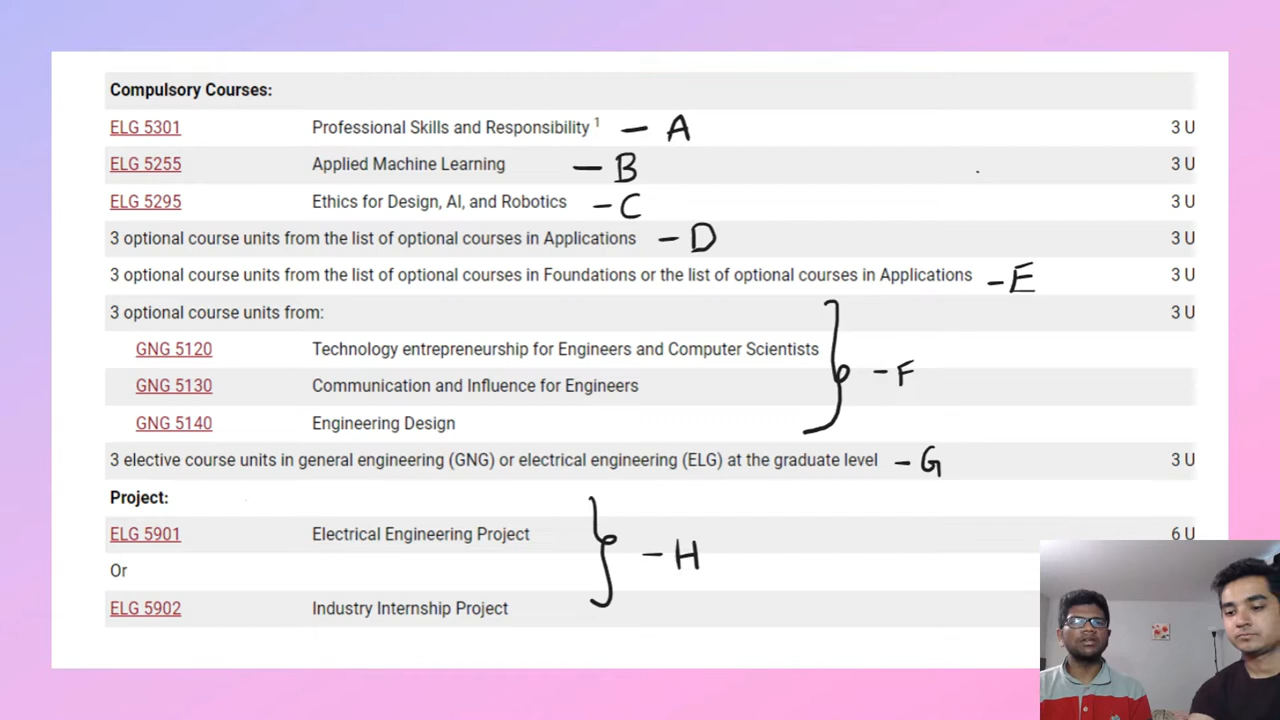 Compulsory Courses:
ELG 5301 Professional Skills and Responsibility 1 - A 3 U
ELG 5255 Applied Machine Learning - B 3 U
ELG 5295 Ethics for Design, AI, and Robotics - C 3 U
3 optional course units from the list of optional courses in Applications - D 3 U
3 optional course units from the list of optional courses in Foundations or the list of optional courses in Applications - E 3 U
3 optional course units from: 3 U
GNG 5120 Technology entrepreneurship for Engineers and Computer Scientists
GNG 5130 Communication and Influence for Engineers - F
GNG 5140 Engineering Design
3 elective course units in general engineering (GNG) or electrical engineering (ELG) at the graduate level - G 3 U
Project:
ELG 5901 Electrical Engineering Project 6 U
Or - H
ELG 5902 Industry Internship Project